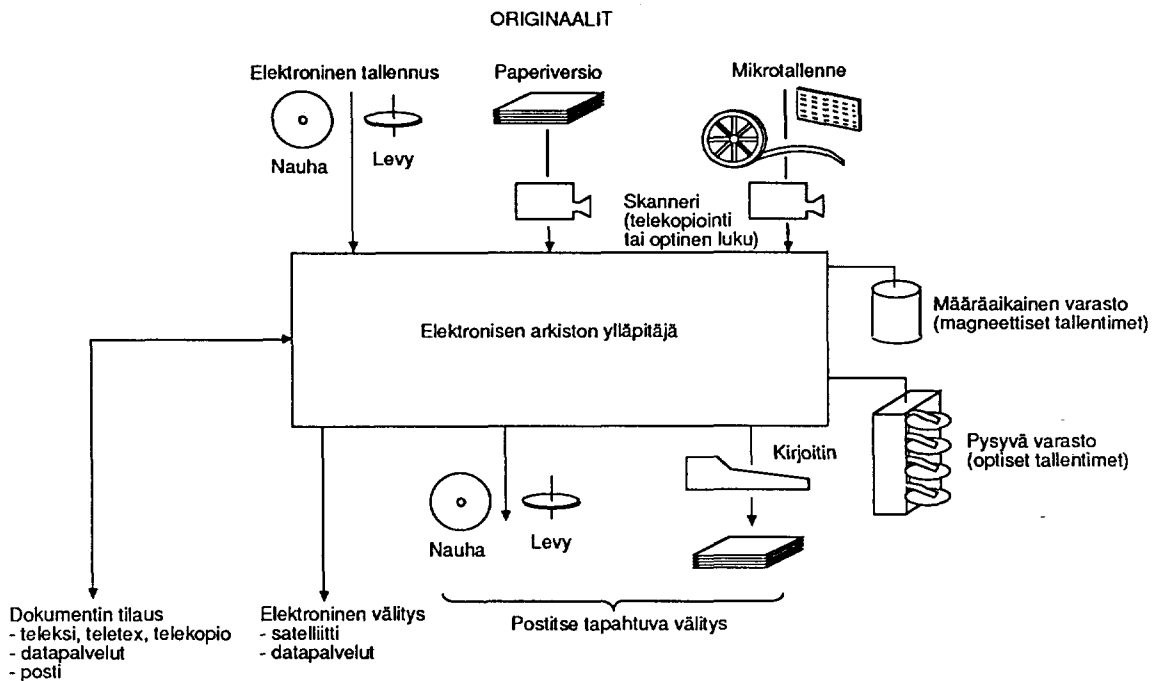 ORIGINAALIT
Elektroninen tallennus
Paperiversio
Mikrotallenne
Nauha
Levy
Skanneri
(telekopiointi
tai optinen luku)
Elektronisen arkiston ylläpitäjä
Määräaikainen varasto
(magneettiset tallentimet)
Pysyvä varasto
(optiset tallentimet)
Kirjoitin
Nauha
Levy
Dokumentin tilaus
- teleksi, teletex, telekopio
- datapalvelut
- posti
Elektroninen välitys
- satelliitti
- datapalvelut
Postitse tapahtuva välitys